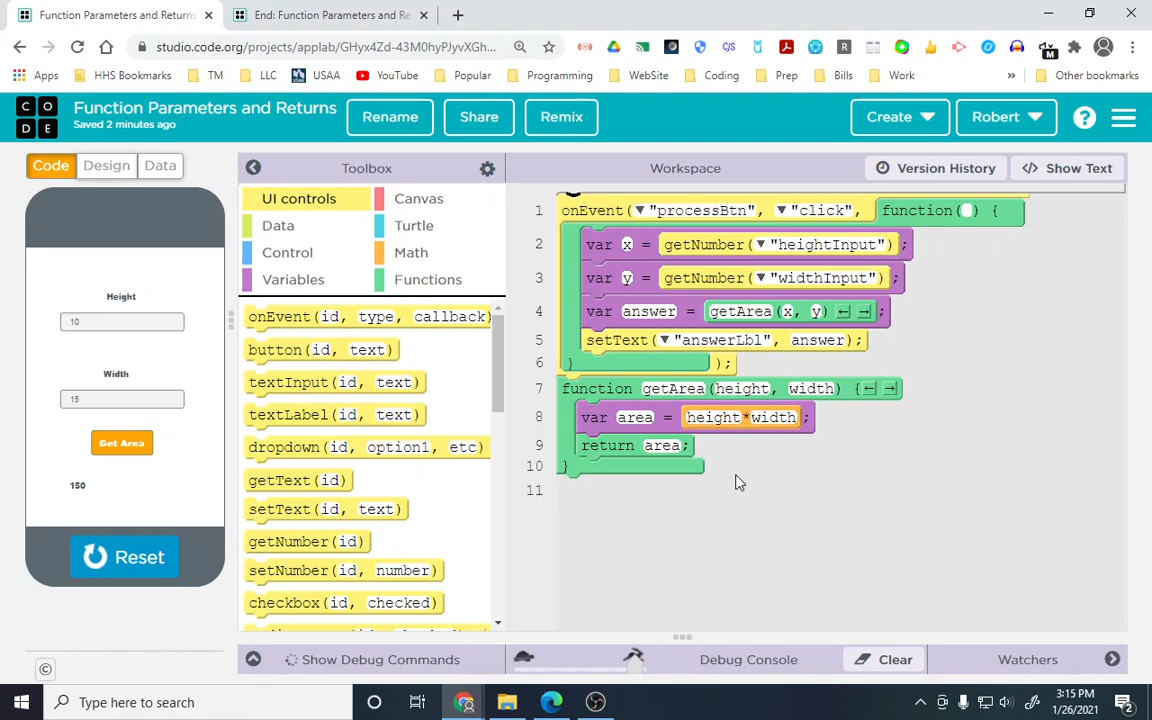 Function Parameters and Returns
End: Function Parameters and Re
studio.code.org/projects/applab/GHyx4Zd-43M0hyPJyvXGh...
Apps
HHS Bookmarks
TM
LLC
USAA
YouTube
Popular
Programming
WebSite
Coding
Prep
Bills
Work
»
Other bookmarks
C O
D E
Function Parameters and Returns
Saved 2 minutes ago
Rename
Share
Remix
Create
Robert
?
Code
Design
Data
Toolbox
Workspace
Version History
</> Show Text
Height
10
Width
15
Get Area
150
Reset
©
UI controls
Canvas
Data
Turtle
Control
Math
Variables
Functions
onEvent(id, type, callback)
button(id, text)
textInput(id, text)
textLabel(id, text)
dropdown(id, option1, etc)
getText(id)
setText(id, text)
getNumber(id)
setNumber(id, number)
checkbox(id, checked)
1 onEvent("processBtn", "click", function() {
2 var x = getNumber("heightInput");
3 var y = getNumber("widthInput");
4 var answer = getArea(x, y);
5 setText("answerLbl", answer);
6 });
7 function getArea(height, width) {
8 var area = height*width;
9 return area;
10 }
11
Show Debug Commands
Debug Console
Clear
Watchers
Type here to search
3:15 PM
1/26/2021
2